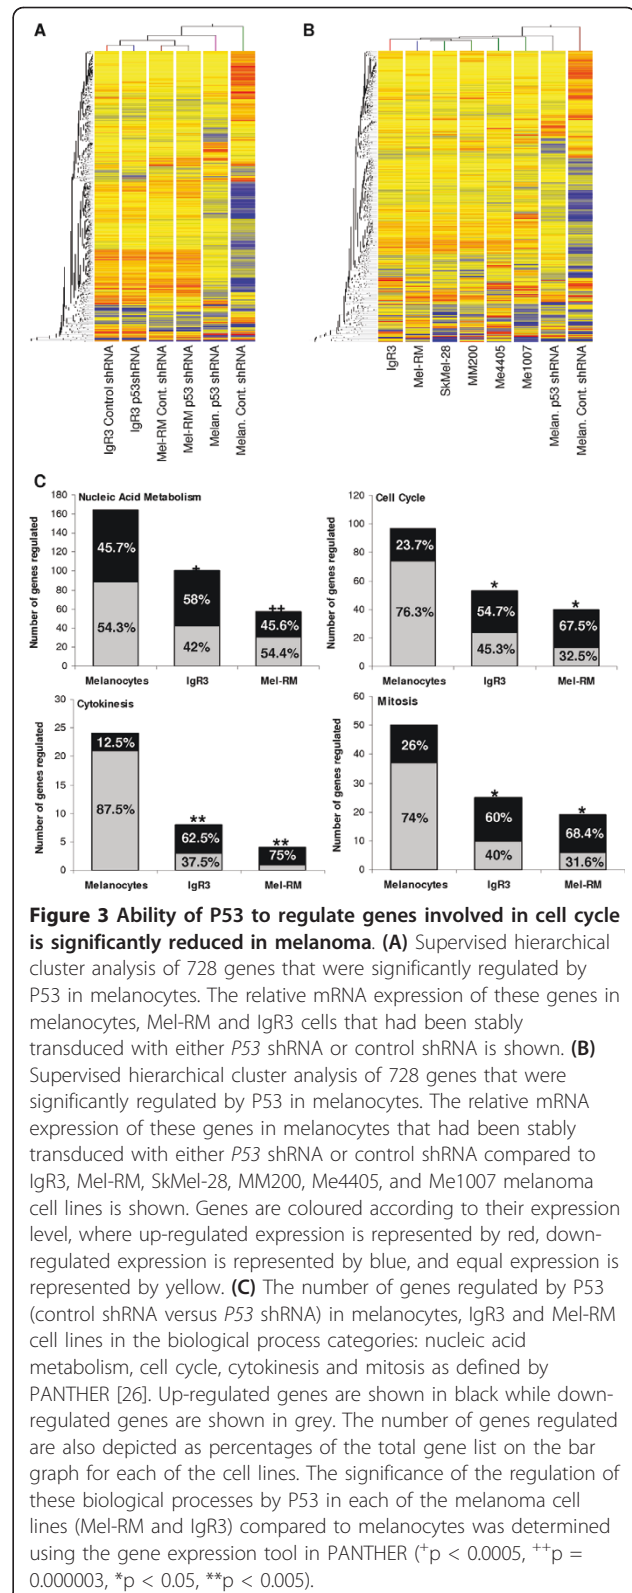 A
B
IgR3 Control shRNA
IgR3 p53shRNA
Mel-RM Cont. shRNA
Mel-RM p53 shRNA
Melan. p53 shRNA
Melan. Cont. shRNA
IgR3
Mel-RM
SkMel-28
MM200
Me4405
Me1007
Melan. p53 shRNA
Melan. Cont. shRNA
C
Nucleic Acid Metabolism
Number of genes regulated
180
160
140
120
100
80
60
40
20
0
45.7%
54.3%
+
58%
42%
++
45.6%
54.4%
Melanocytes IgR3 Mel-RM
Cell Cycle
Number of genes regulated
120
100
80
60
40
20
0
23.7%
76.3%
*
54.7%
45.3%
*
67.5%
32.5%
Melanocytes IgR3 Mel-RM
Cytokinesis
Number of genes regulated
30
25
20
15
10
5
0
12.5%
87.5%
**
62.5%
37.5%
**
75%
Melanocytes IgR3 Mel-RM
Mitosis
Number of genes regulated
60
50
40
30
20
10
0
26%
74%
*
60%
40%
*
68.4%
31.6%
Melanocytes IgR3 Mel-RM
Figure 3 Ability of P53 to regulate genes involved in cell cycle
is significantly reduced in melanoma. (A) Supervised hierarchical
cluster analysis of 728 genes that were significantly regulated by
P53 in melanocytes. The relative mRNA expression of these genes in
melanocytes, Mel-RM and IgR3 cells that had been stably
transduced with either P53 shRNA or control shRNA is shown. (B)
Supervised hierarchical cluster analysis of 728 genes that were
significantly regulated by P53 in melanocytes. The relative mRNA
expression of these genes in melanocytes that had been stably
transduced with either P53 shRNA or control shRNA compared to
IgR3, Mel-RM, SkMel-28, MM200, Me4405, and Me1007 melanoma
cell lines is shown. Genes are coloured according to their expression
level, where up-regulated expression is represented by red, down-
regulated expression is represented by blue, and equal expression is
represented by yellow. (C) The number of genes regulated by P53
(control shRNA versus P53 shRNA) in melanocytes, IgR3 and Mel-RM
cell lines in the biological process categories: nucleic acid
metabolism, cell cycle, cytokinesis and mitosis as defined by
PANTHER [26]. Up-regulated genes are shown in black while down-
regulated genes are shown in grey. The number of genes regulated
are also depicted as percentages of the total gene list on the bar
graph for each of the cell lines. The significance of the regulation of
these biological processes by P53 in each of the melanoma cell
lines (Mel-RM and IgR3) compared to melanocytes was determined
using the gene expression tool in PANTHER (+p < 0.0005, ++p =
0.000003, *p < 0.05, **p < 0.005).